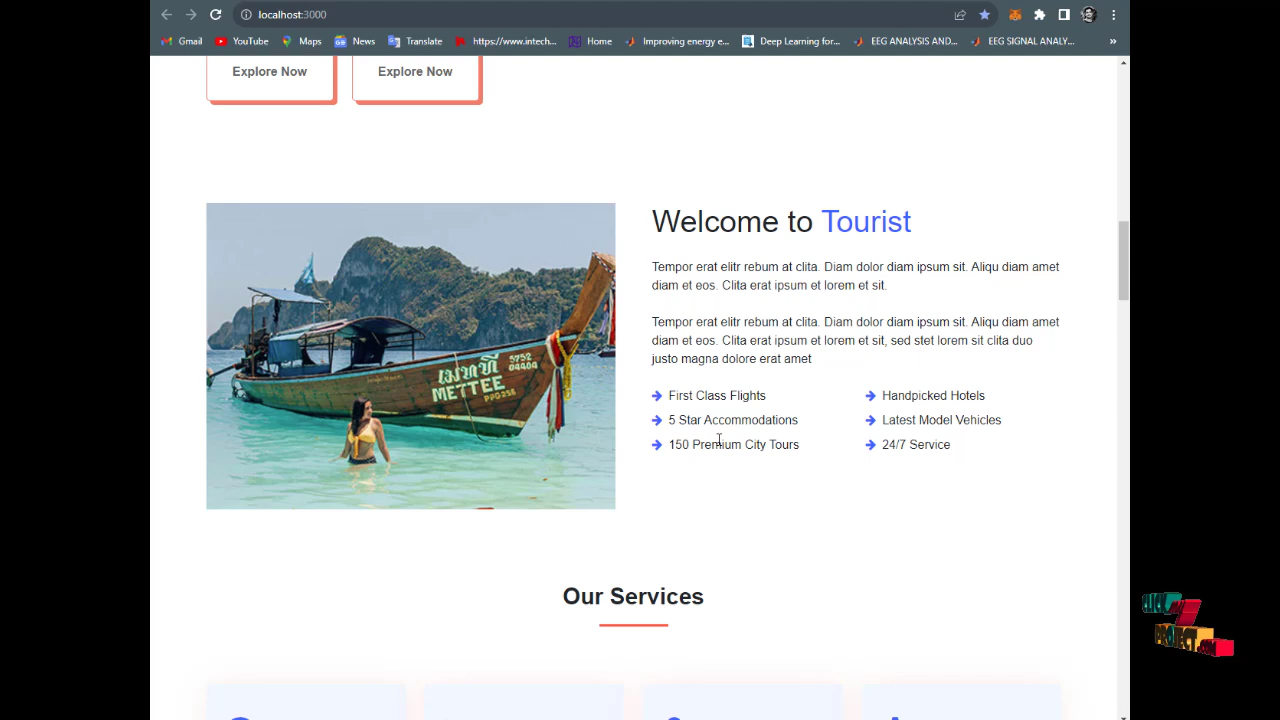 localhost:3000
Gmail
YouTube
Maps
News
Translate
https://www.intech...
Home
Improving energy e...
Deep Learning for...
EEG ANALYSIS AND...
EEG SIGNAL ANALY...
»
Explore Now
Explore Now
Welcome to Tourist
Tempor erat elitr rebum at clita. Diam dolor diam ipsum sit. Aliqu diam amet
diam et eos. Clita erat ipsum et lorem et sit.
Tempor erat elitr rebum at clita. Diam dolor diam ipsum sit. Aliqu diam amet
diam et eos. Clita erat ipsum et lorem et sit, sed stet lorem sit clita duo
justo magna dolore erat amet
First Class Flights
Handpicked Hotels
5 Star Accommodations
Latest Model Vehicles
150 Premium City Tours
24/7 Service
5752
04404
METTEE
PPG 236
Our Services